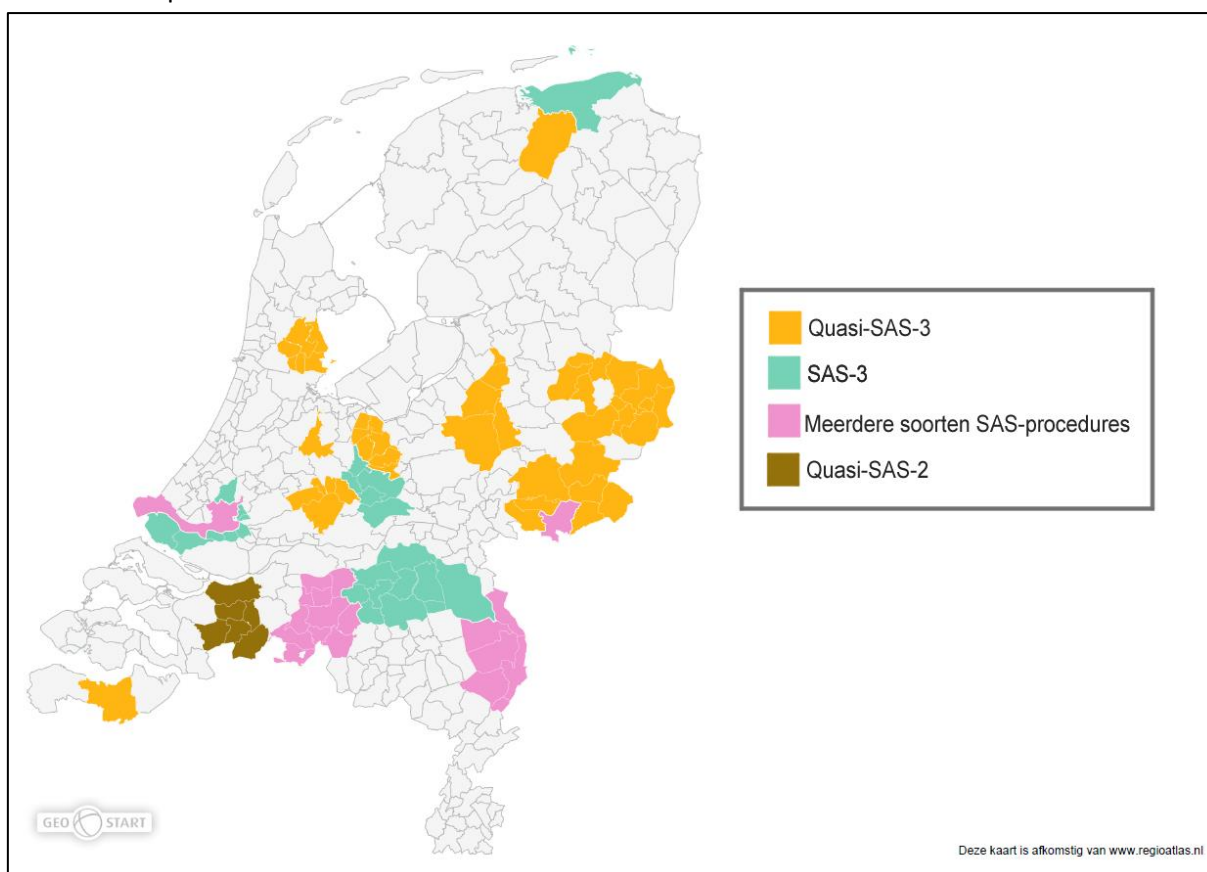 Quasi-SAS-3
SAS-3
Meerdere soorten SAS-procedures
Quasi-SAS-2
GEO START
Deze kaart is afkomstig van www.regioatlas.nl